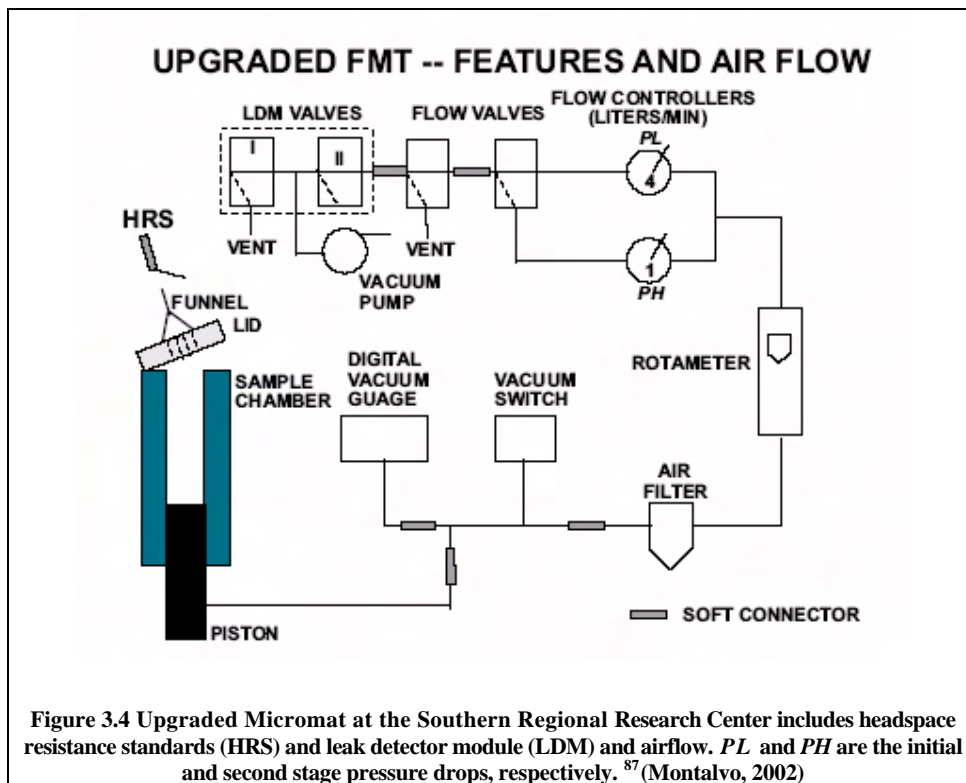 UPGRADED FMT -- FEATURES AND AIR FLOW
FLOW CONTROLLERS
(LITERS/MIN)
LDM VALVES
FLOW VALVES
PL
I
II
4
HRS
VENT
VENT
VACUUM
PUMP
1
PH
FUNNEL
LID
ROTAMETER
SAMPLE
CHAMBER
DIGITAL
VACUUM
GUAGE
VACUUM
SWITCH
AIR
FILTER
SOFT CONNECTOR
PISTON
Figure 3.4 Upgraded Micromat at the Southern Regional Research Center includes headspace
resistance standards (HRS) and leak detector module (LDM) and airflow. PL and PH are the initial
and second stage pressure drops, respectively. 87 (Montalvo, 2002)